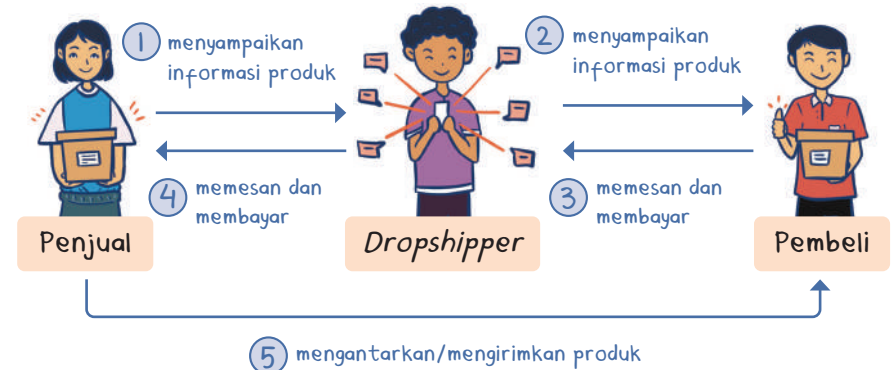 1 menyampaikan
informasi produk
2 menyampaikan
informasi produk
4 memesan dan
membayar
3 memesan dan
membayar
Penjual
Dropshipper
Pembeli
5 mengantarkan/mengirimkan produk